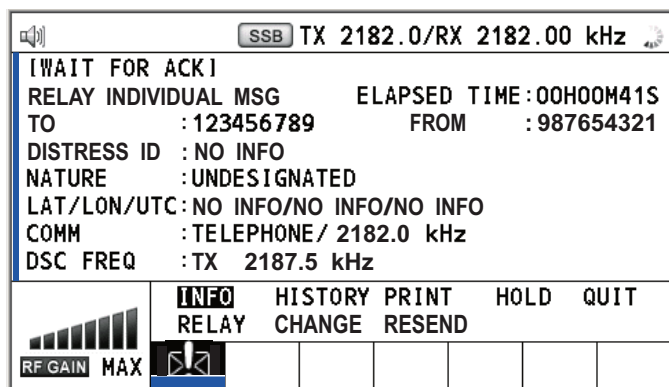 SSB TX 2182.0/RX 2182.00 kHz
[WAIT FOR ACK]
RELAY INDIVIDUAL MSG ELAPSED TIME:00H00M41S
TO :123456789 FROM :987654321
DISTRESS ID :NO INFO
NATURE :UNDESIGNATED
LAT/LON/UTC:NO INFO/NO INFO/NO INFO
COMM :TELEPHONE/ 2182.0 kHz
DSC FREQ :TX 2187.5 kHz
INFO HISTORY PRINT HOLD QUIT
RELAY CHANGE RESEND
RF GAIN MAX